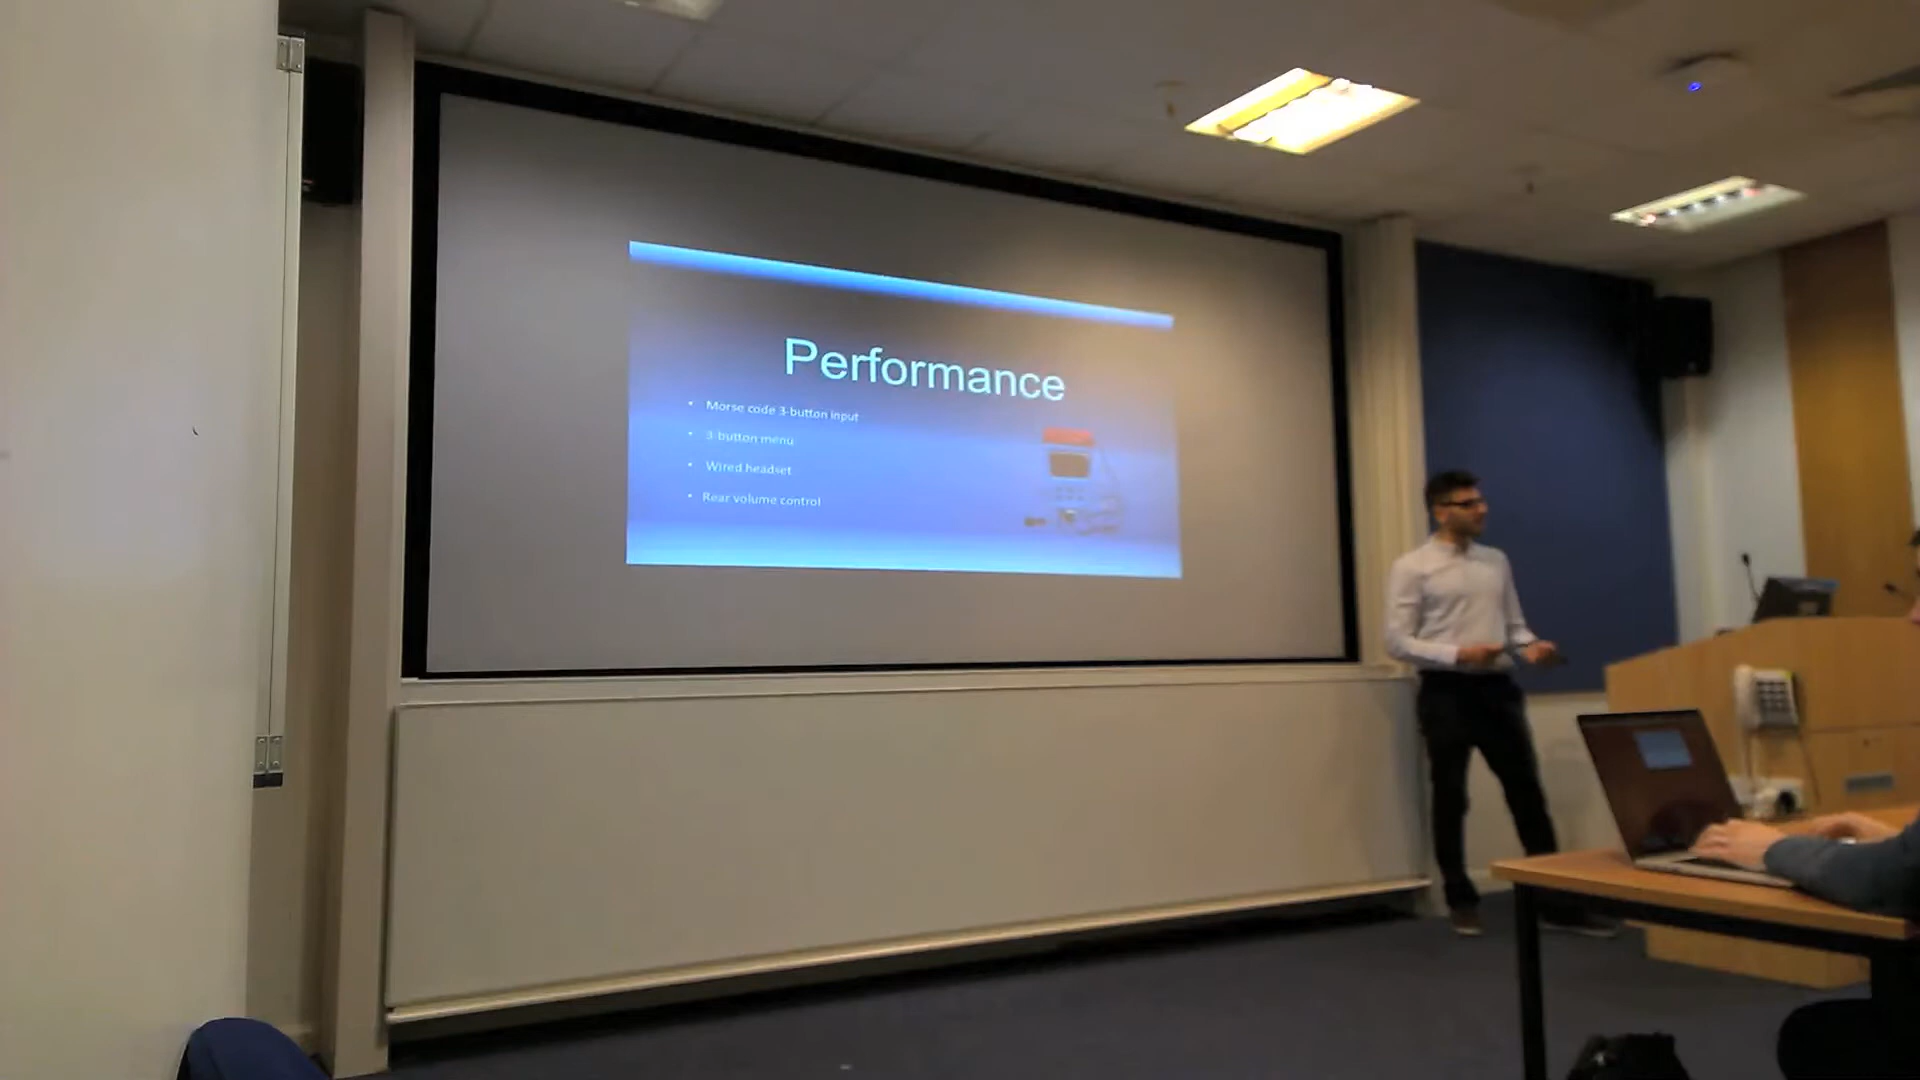 Performance
• Morse code 3-button input
• 3-button menu
• Wired headset
• Rear volume control